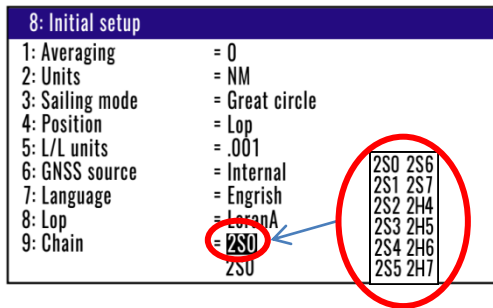 8: Initial setup
1: Averaging = 0
2: Units = NM
3: Sailing mode = Great circle
4: Position = Lop
5: L/L units = .001
6: GNSS source = Internal
7: Language = Engrish
8: Lop = LoranA
9: Chain = 2S0
2S0
2S0 2S6
2S1 2S7
2S2 2H4
2S3 2H5
2S4 2H6
2S5 2H7